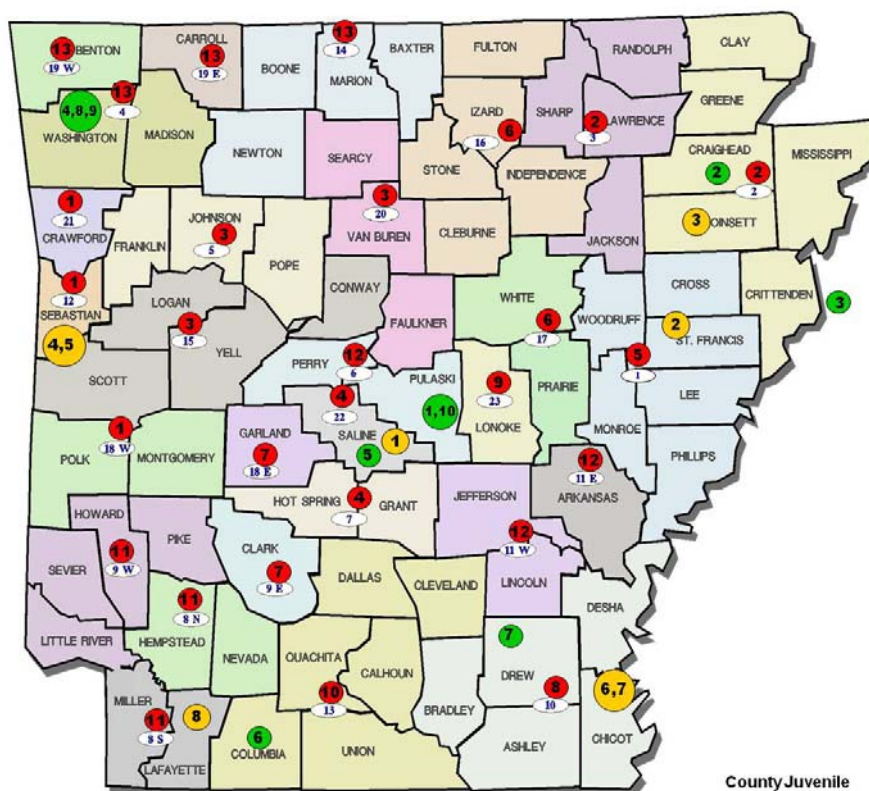 CLAY
RANDOLPH
FULTON
BAXTER
13
MARION
14
13
CARROLL
19 E
13 BENTON
19 W
BOONE
SHARP
IZARD
6
16
2
LAWRENCE
3
GREENE
13
4
4,8,9
WASHINGTON
MADISON
NEWTON
SEARCY
STONE
INDEPENDENCE
CRAIGHEAD
2
2
2
MISSISSIPPI
1
21
CRAWFORD
FRANKLIN
JOHNSON
3
5
POPE
3
20
VAN BUREN
CLEBURNE
JACKSON
3 OINSETT
1
12
SEBASTIAN
LOGAN
CONWAY
FAULKNER
WHITE
6
17
WOODRUFF
CROSS
CRITTENDEN
3
4,5
SCOTT
3
15
YELL
PERRY
12
6
PULASKI
1,10
9
23
LONOKE
PRAIRIE
2
ST. FRANCIS
5
1
LEE
MONROE
PHILLIPS
1
18 W
POLK
MONTGOMERY
GARLAND
7
18 E
4
22
SALINE
5
1
HOT SPRING
4
7
GRANT
JEFFERSON
12
11 W
12
11 E
ARKANSAS
HOWARD
11
9 W
PIKE
CLARK
7
9 E
DALLAS
CLEVELAND
LINCOLN
DESHA
SEVIER
LITTLE RIVER
11
8 N
HEMPSTEAD
NEVADA
OUACHITA
CALHOUN
7
DREW
8
10
6,7
MILLER
11
8 S
8
LAFAYETTE
6
COLUMBIA
10
13
UNION
BRADLEY
ASHLEY
CHICOT
County Juvenile